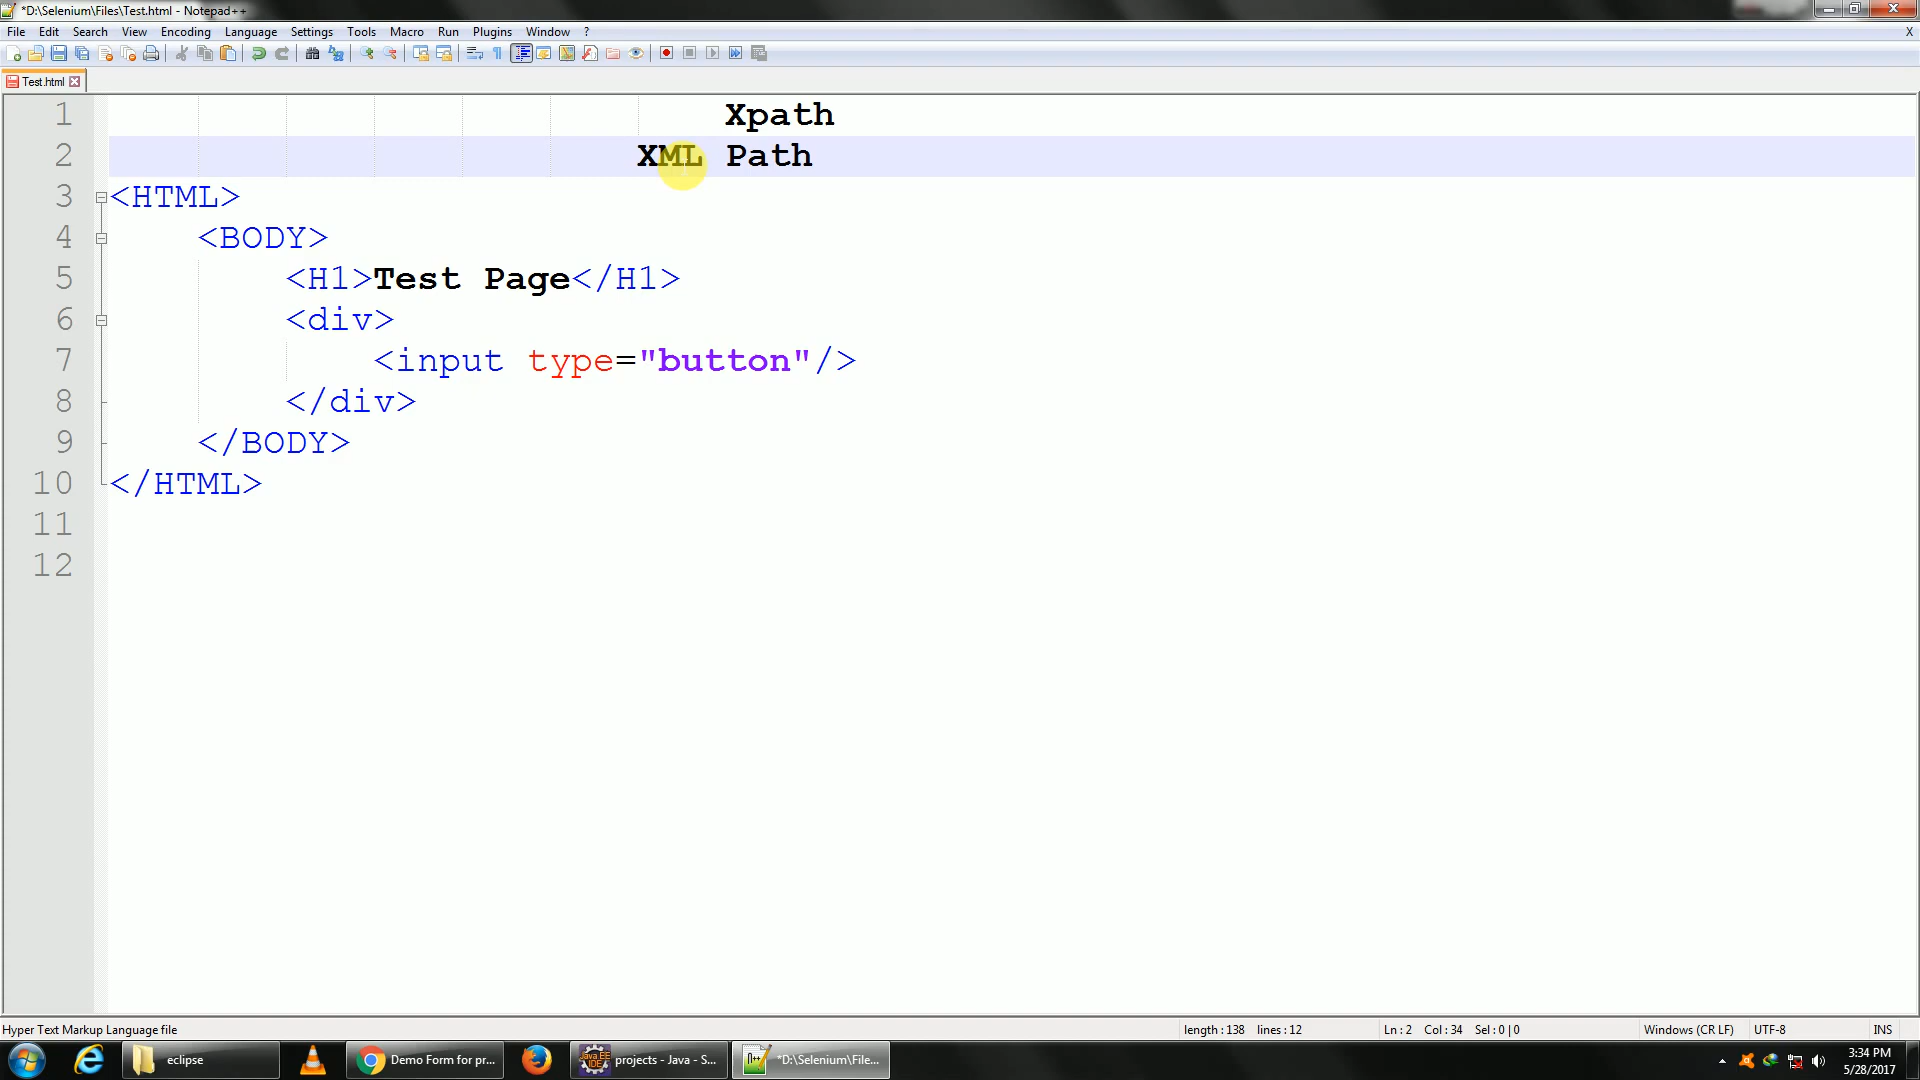 *D:\Selenium\Files\Test.html - Notepad++
File Edit Search View Encoding Language Settings Tools Macro Run Plugins Window ? X
Test.html
1 Xpath
2 XML Path
3 <HTML>
4 <BODY>
5 <H1>Test Page</H1>
6 <div>
7 <input type="button"/>
8 </div>
9 </BODY>
10 </HTML>
11
12
Hyper Text Markup Language file length : 138 lines : 12 Ln : 2 Col : 34 Sel : 0 | 0 Windows (CR LF) UTF-8 INS
eclipse Demo Form for pr... projects - Java - S... *D:\Selenium\File... 3:34 PM
5/28/2017